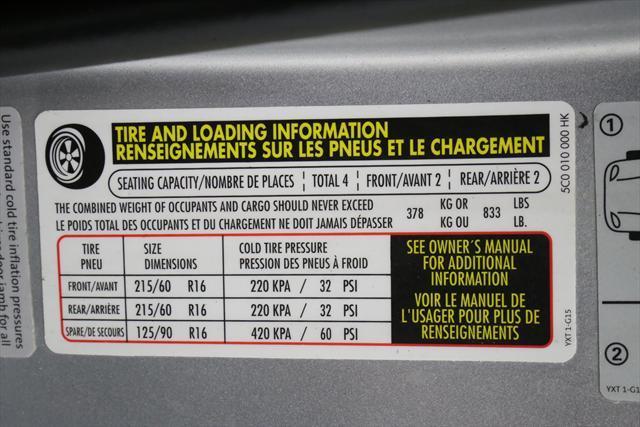 TIRE AND LOADING INFORMATION
RENSEIGNEMENTS SUR LES PNEUS ET LE CHARGEMENT
SEATING CAPACITY/NOMBRE DE PLACES ¦ TOTAL 4 ¦ FRONT/AVANT 2 ¦ REAR/ARRIÈRE 2
THE COMBINED WEIGHT OF OCCUPANTS AND CARGO SHOULD NEVER EXCEED 378 KG OR 833 LBS
LE POIDS TOTAL DES OCCUPANTS ET DU CHARGEMENT NE DOIT JAMAIS DÉPASSER KG OU LB.
TIRE SIZE COLD TIRE PRESSURE
PNEU DIMENSIONS PRESSION DES PNEUS À FROID
FRONT/AVANT 215/60 R16 220 KPA / 32 PSI
REAR/ARRIÈRE 215/60 R16 220 KPA / 32 PSI
SPARE/DE SECOURS 125/90 R16 420 KPA / 60 PSI
SEE OWNER´S MANUAL
FOR ADDITIONAL
INFORMATION
VOIR LE MANUEL DE
L'USAGER POUR PLUS DE
RENSEIGNEMENTS
5C0 010 000 HK
YXT 1-G15
Use standard cold tire inflation pressures
door jamb for all
1
2
YXT 1-G1